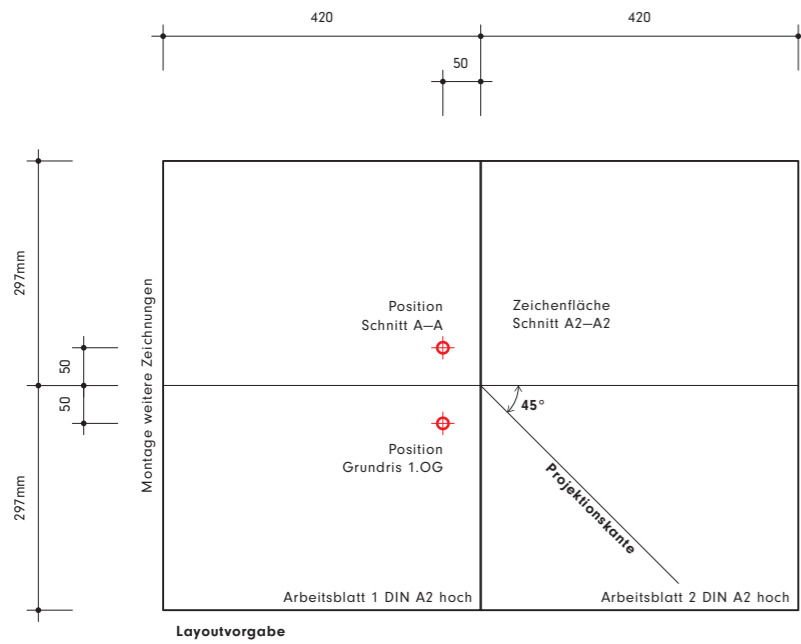 420
420
50
297mm
Montage weitere Zeichnungen
Position
Schnitt A–A
Zeichenfläche
Schnitt A2–A2
50
50
45°
Position
Grundris 1.OG
Projektionskante
297mm
Arbeitsblatt 1 DIN A2 hoch
Arbeitsblatt 2 DIN A2 hoch
Layoutvorgabe